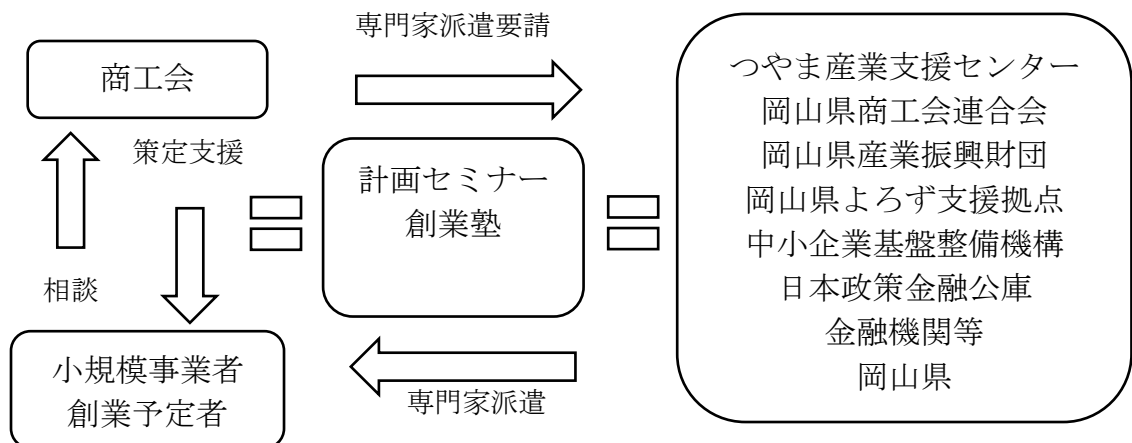 専門家派遣要請
商工会
策定支援
相談
小規模事業者
創業予定者
計画セミナー
創業塾
専門家派遣
つやま産業支援センター
岡山県商工会連合会
岡山県産業振興財団
岡山県よろず支援拠点
中小企業基盤整備機構
日本政策金融公庫
金融機関等
岡山県